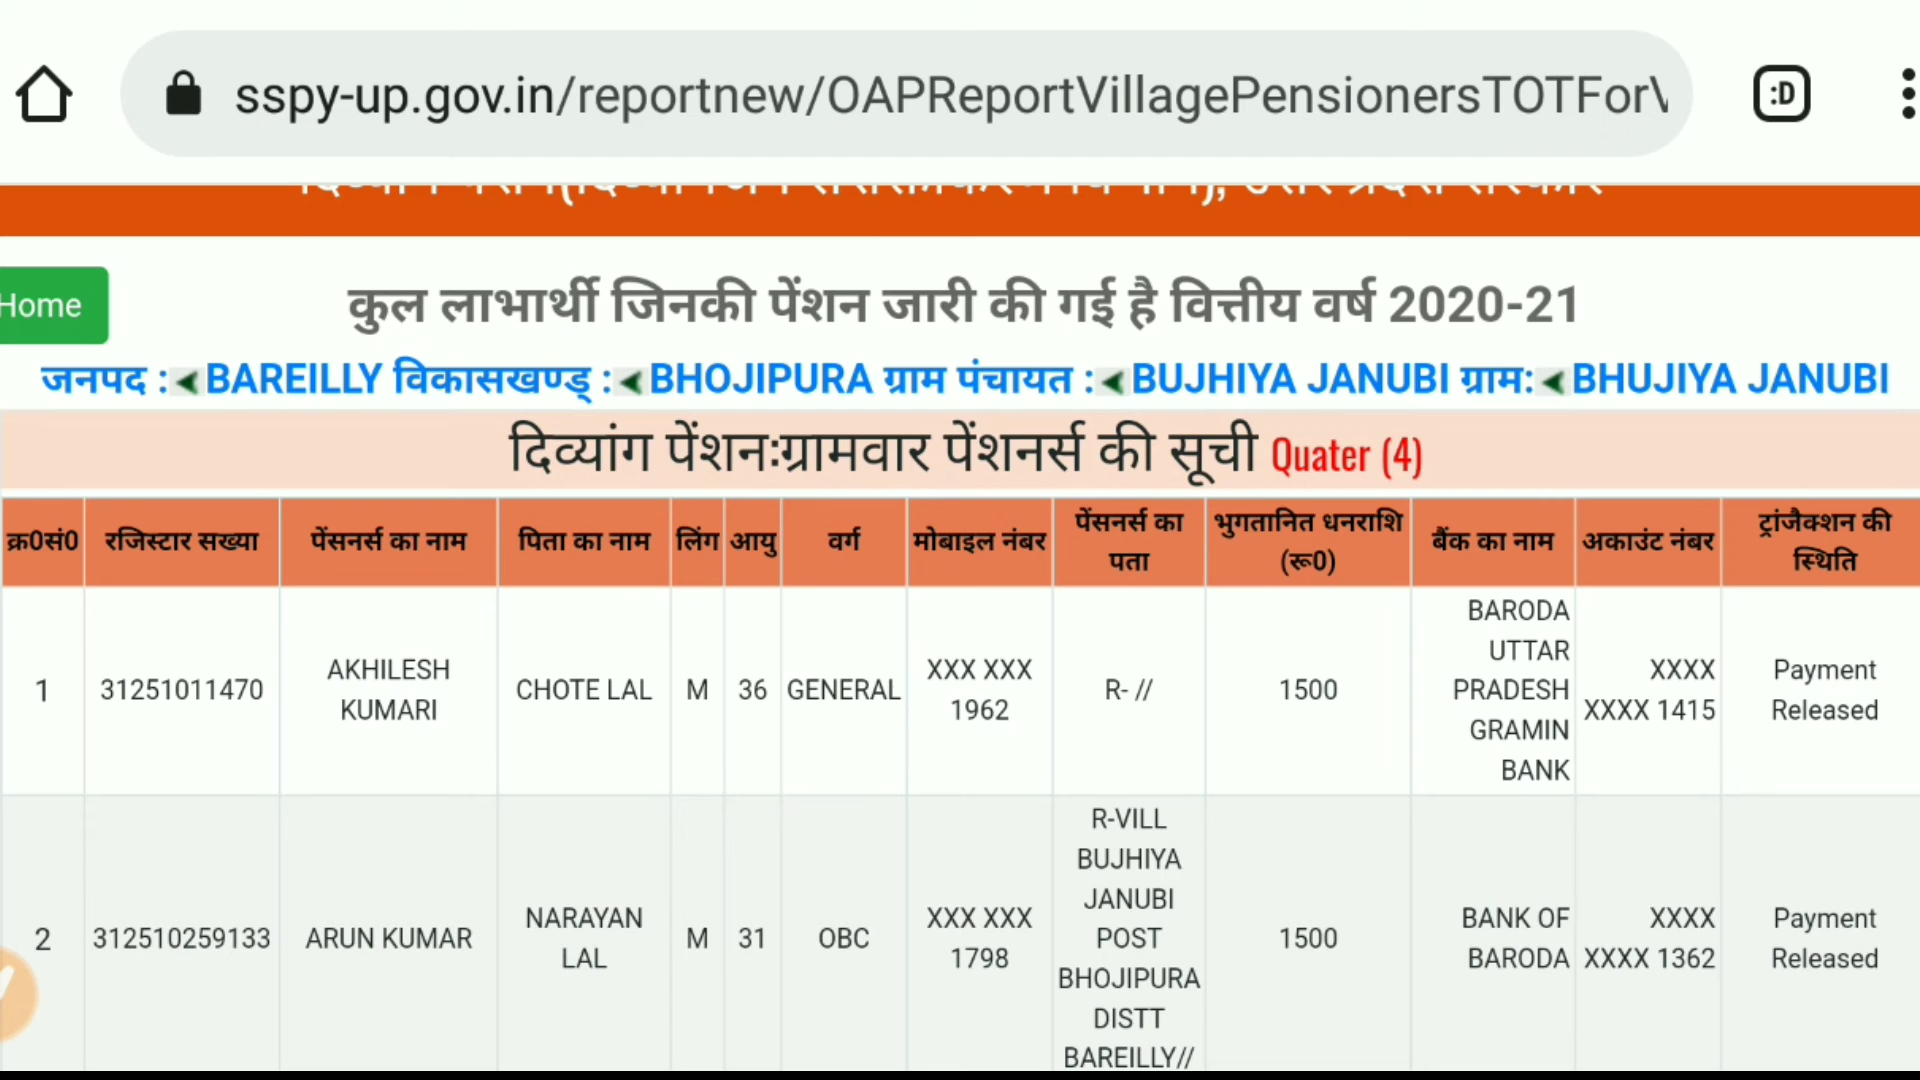 :D
sspy-up.gov.in/reportnew/OAPReportVillagePensionersTOTForV
Home
कुल लाभार्थी जिनकी पेंशन जारी की गई है वित्तीय वर्ष 2020-21
जनपद : BAREILLY विकासखण्ड् : BHOJIPURA ग्राम पंचायत : BUJHIYA JANUBI ग्राम: BHUJIYA JANUBI
दिव्यांग पेंशन:ग्रामवार पेंशनर्स की सूची Quater (4)
क्र0सं0 रजिस्टार सख्या पेंसनर्स का नाम पिता का नाम लिंग आयु वर्ग मोबाइल नंबर पेंसनर्स का पता भुगतानित धनराशि (रू0) बैंक का नाम अकाउंट नंबर ट्रांजैक्शन की स्थिति
1 31251011470 AKHILESH KUMARI CHOTE LAL M 36 GENERAL XXX XXX 1962 R- // 1500 BARODA UTTAR PRADESH GRAMIN BANK XXXX XXXX 1415 Payment Released
2 312510259133 ARUN KUMAR NARAYAN LAL M 31 OBC XXX XXX 1798 R-VILL BUJHIYA JANUBI POST BHOJIPURA DISTT BAREILLY// 1500 BANK OF BARODA XXXX XXXX 1362 Payment Released